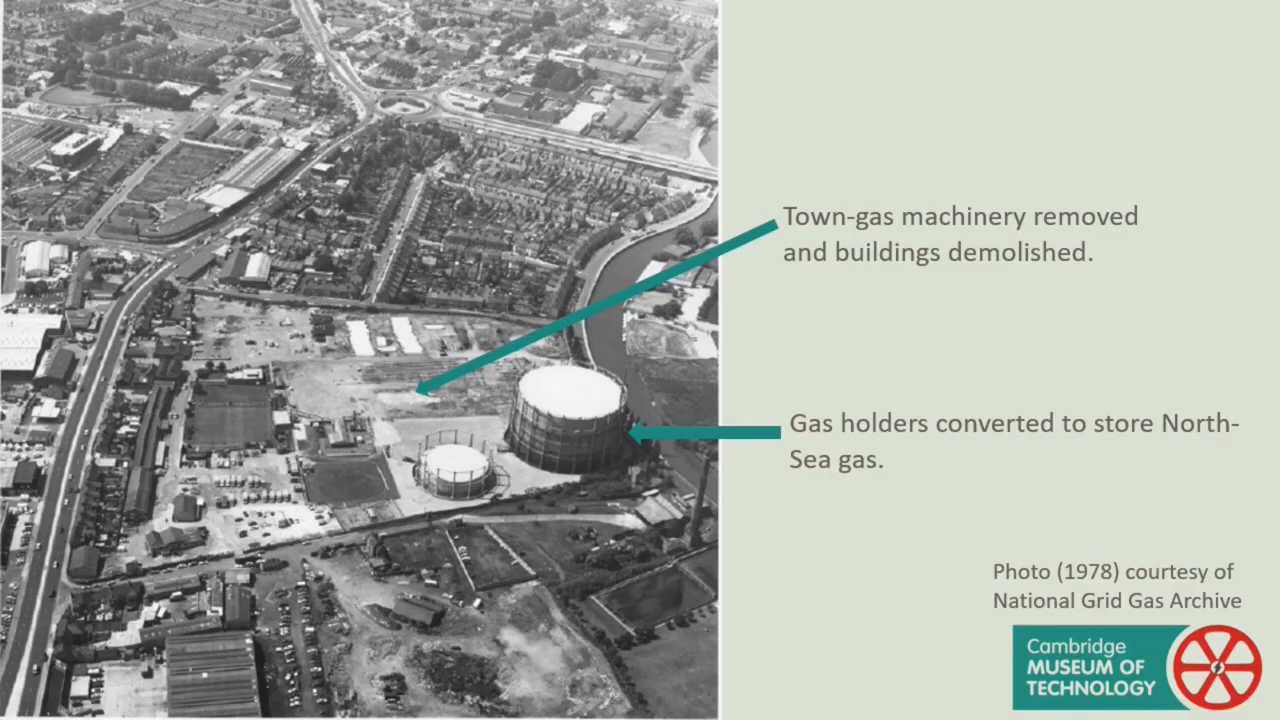 Town-gas machinery removed
and buildings demolished.
Gas holders converted to store North-
Sea gas.
Photo (1978) courtesy of
National Grid Gas Archive
Cambridge
MUSEUM OF
TECHNOLOGY